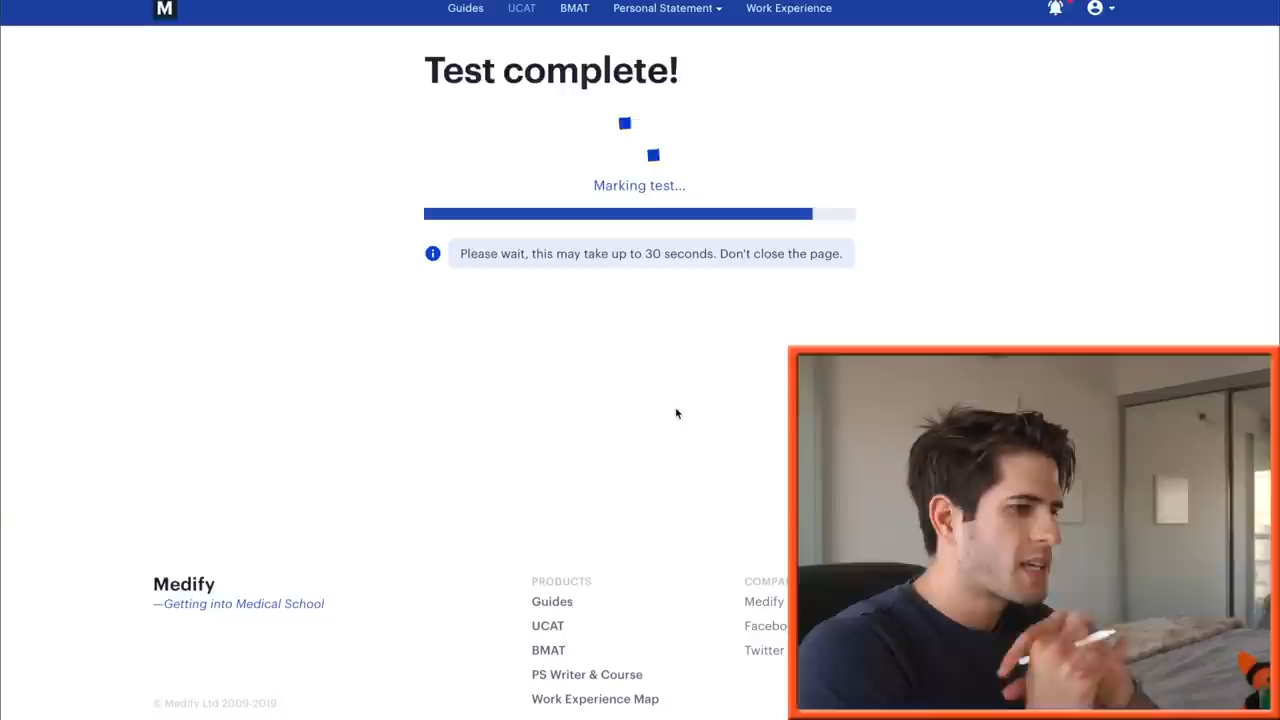 M
Guides UCAT BMAT Personal Statement Work Experience
Test complete!
Marking test...
Please wait, this may take up to 30 seconds. Don't close the page.
Medify
—Getting into Medical School
© Medify Ltd 2009-2019
PRODUCTS
Guides
UCAT
BMAT
PS Writer & Course
Work Experience Map
COMPA
Medify
Facebo
Twitter